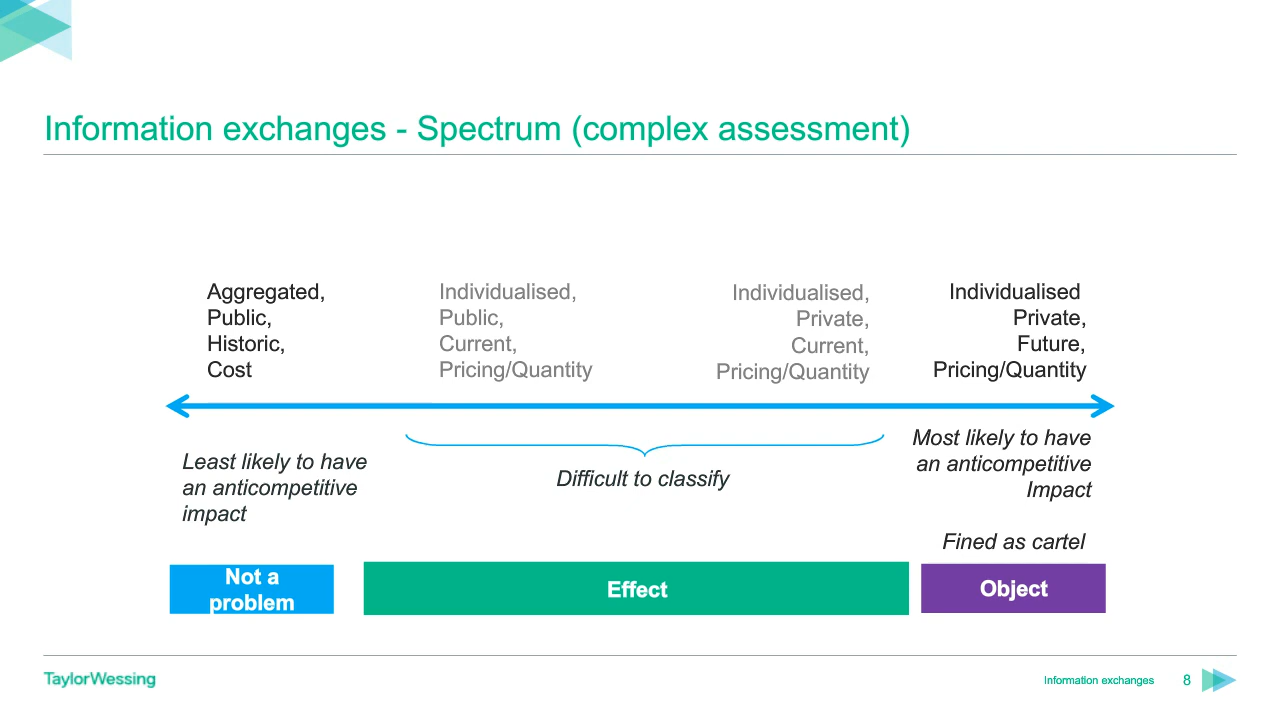 Information exchanges - Spectrum (complex assessment)
Aggregated,
Public,
Historic,
Cost
Individualised,
Public,
Current,
Pricing/Quantity
Individualised,
Private,
Current,
Pricing/Quantity
Individualised
Private,
Future,
Pricing/Quantity
Least likely to have
an anticompetitive
impact
Difficult to classify
Most likely to have
an anticompetitive
Impact
Fined as cartel
Not a
problem
Effect
Object
TaylorWessing
Information exchanges
8